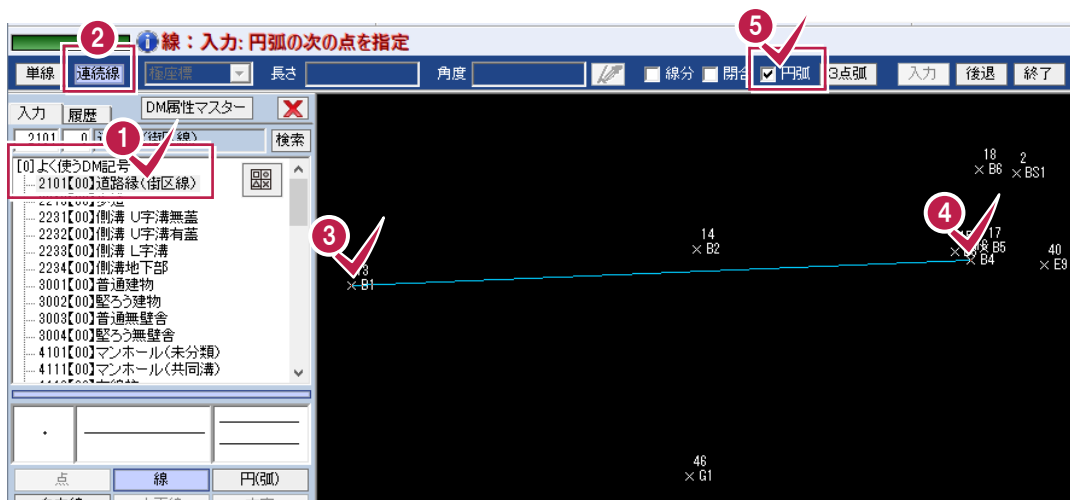 2
線：入力: 円弧の次の点を指定
5
単線 連続線 極座標 長さ 角度 線分 閉合 円弧 3点弧 入力 後退 終了
入力 履歴 DM属性マスター
2101 0 (街区線) 検索
1
[0]よく使うDM記号
2101【00】道路縁(街区線)
2231【00】側溝 U字溝無蓋
2232【00】側溝 U字溝有蓋
2233【00】側溝 L字溝
2234【00】側溝地下部
3001【00】普通建物
3002【00】堅ろう建物
3003【00】普通無壁舎
3004【00】堅ろう無壁舎
4101【00】マンホール(未分類)
4111【00】マンホール(共同溝)
点 線 円(弧)
18
B6
2
BS1
3
B1
14
B2
4
17
B5
B4
40
E9
46
G1